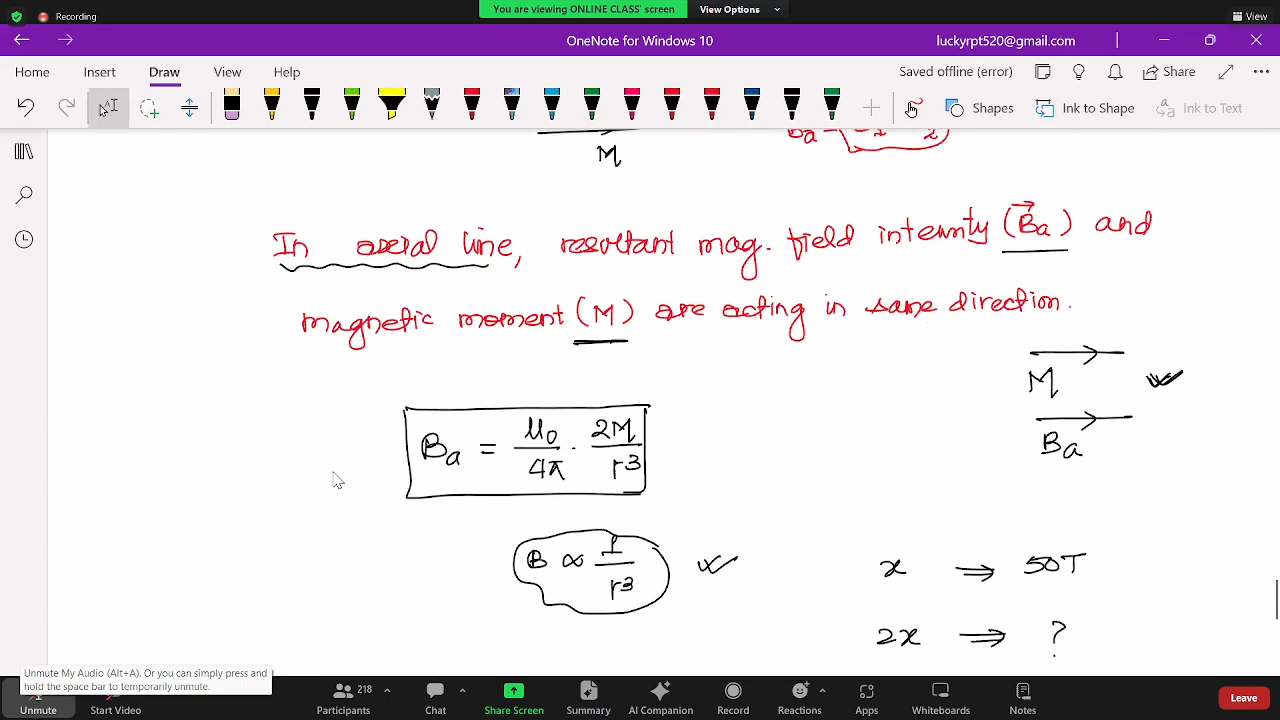 Recording
You are viewing ONLINE CLASS' screen
View Options
View
OneNote for Windows 10
luckyrpt520@gmail.com
Home Insert Draw View Help
Saved offline (error)
Share
Shapes
Ink to Shape
Ink to Text
M
Ba =
In axial line, resultant mag. field intensity (B⃗a) and
magnetic moment (M) are acting in same direction.
M
Ba
Ba = μ0/4π · 2M/r³
B ∝ 1/r³
x ⇒ 50T
2x ⇒ ?
Unmute My Audio (Alt+A). Or you can simply press and
hold the space bar to temporarily unmute.
Unmute Start Video Participants 218 Chat Share Screen Summary AI Companion Record Reactions Apps Whiteboards Notes Leave